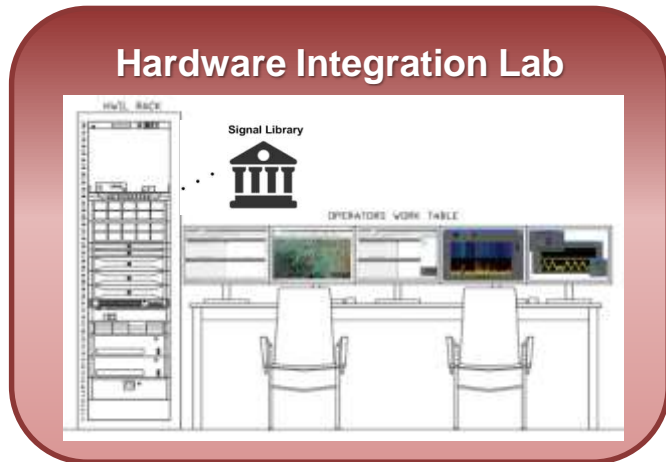 Hardware Integration Lab
HWIL RACK
Signal Library
OPERATORS WORK TABLE